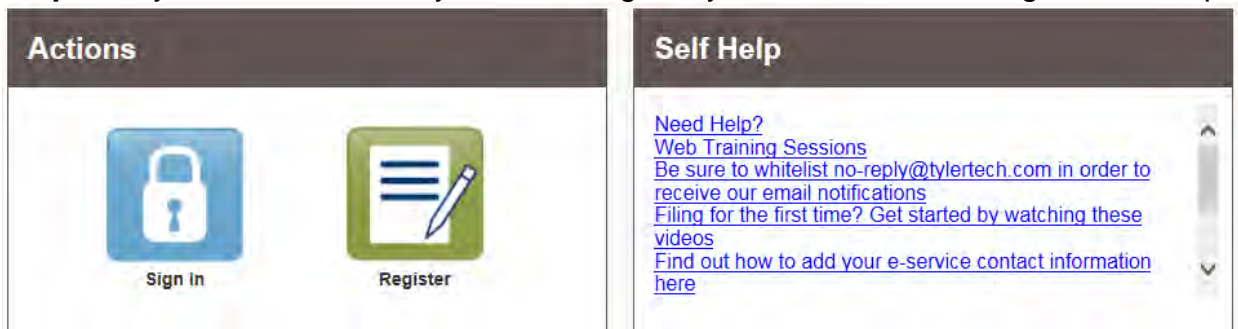 Actions
Sign In
Register
Self Help
Need Help?
Web Training Sessions
Be sure to whitelist no-reply@tylertech.com in order to
receive our email notifications
Filing for the first time? Get started by watching these
videos
Find out how to add your e-service contact information
here